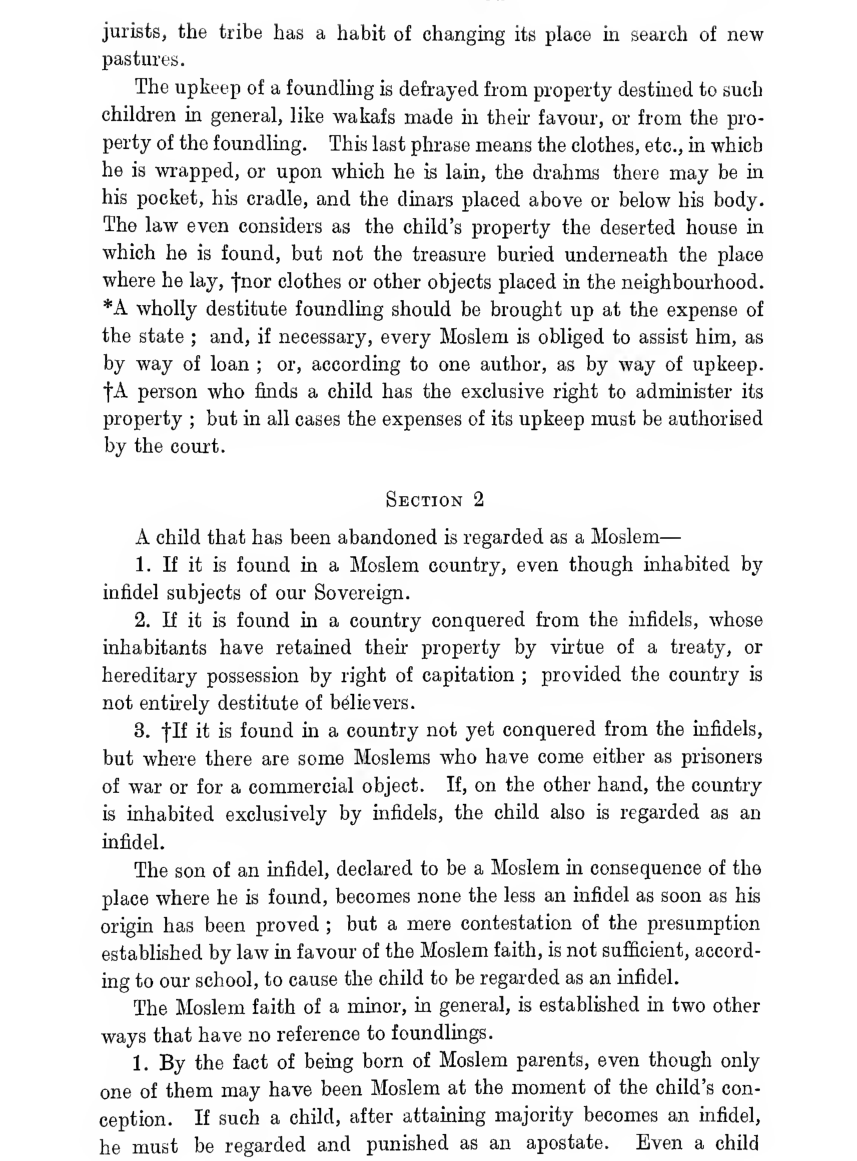 jurists, the tribe has a habit of changing its place in search of new
pastures.
The upkeep of a foundling is defrayed from property destined to such
children in general, like wakafs made in their favour, or from the pro-
perty of the foundling. This last phrase means the clothes, etc., in which
he is wrapped, or upon which he is lain, the drahms there may be in
his pocket, his cradle, and the dinars placed above or below his body.
The law even considers as the child's property the deserted house in
which he is found, but not the treasure buried underneath the place
where he lay, †nor clothes or other objects placed in the neighbourhood.
*A wholly destitute foundling should be brought up at the expense of
the state ; and, if necessary, every Moslem is obliged to assist him, as
by way of loan ; or, according to one author, as by way of upkeep.
†A person who finds a child has the exclusive right to administer its
property ; but in all cases the expenses of its upkeep must be authorised
by the court.
SECTION 2
A child that has been abandoned is regarded as a Moslem—
1. If it is found in a Moslem country, even though inhabited by
infidel subjects of our Sovereign.
2. If it is found in a country conquered from the infidels, whose
inhabitants have retained their property by virtue of a treaty, or
hereditary possession by right of capitation ; provided the country is
not entirely destitute of bélievers.
3. †If it is found in a country not yet conquered from the infidels,
but where there are some Moslems who have come either as prisoners
of war or for a commercial object. If, on the other hand, the country
is inhabited exclusively by infidels, the child also is regarded as an
infidel.
The son of an infidel, declared to be a Moslem in consequence of the
place where he is found, becomes none the less an infidel as soon as his
origin has been proved ; but a mere contestation of the presumption
established by law in favour of the Moslem faith, is not sufficient, accord-
ing to our school, to cause the child to be regarded as an infidel.
The Moslem faith of a minor, in general, is established in two other
ways that have no reference to foundlings.
1. By the fact of being born of Moslem parents, even though only
one of them may have been Moslem at the moment of the child's con-
ception. If such a child, after attaining majority becomes an infidel,
he must be regarded and punished as an apostate. Even a child